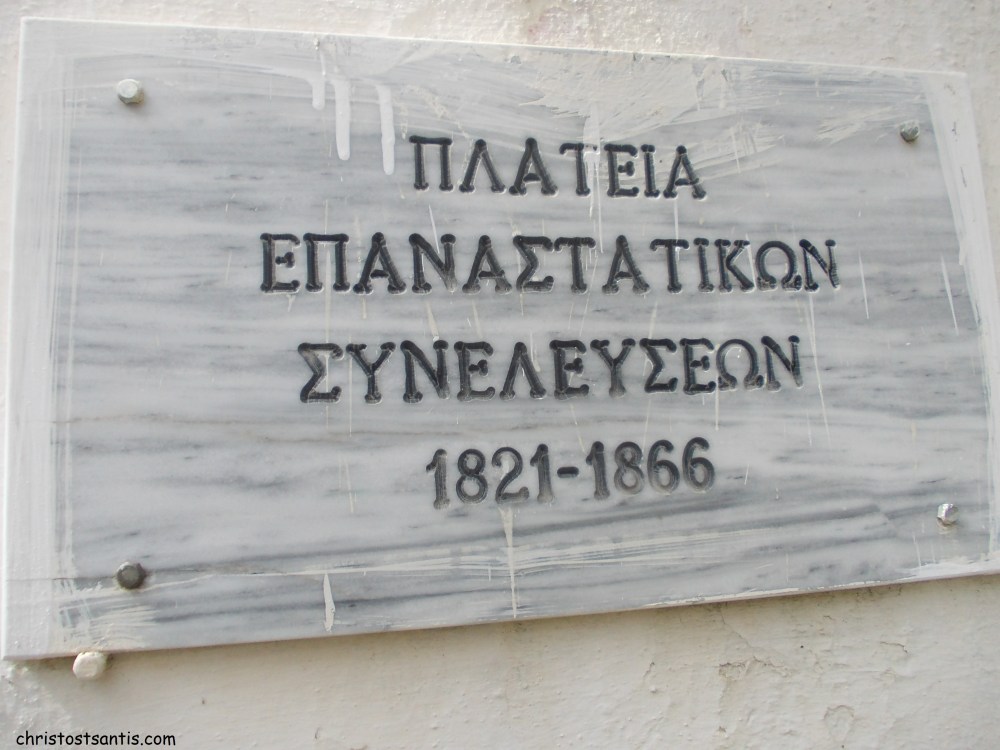 ΠΛΑΤΕΙΑ
ΕΠΑΝΑΣΤΑΤΙΚΩΝ
ΣΥΝΕΛΕΥΣΕΩΝ
1821-1866
christostsantis.com